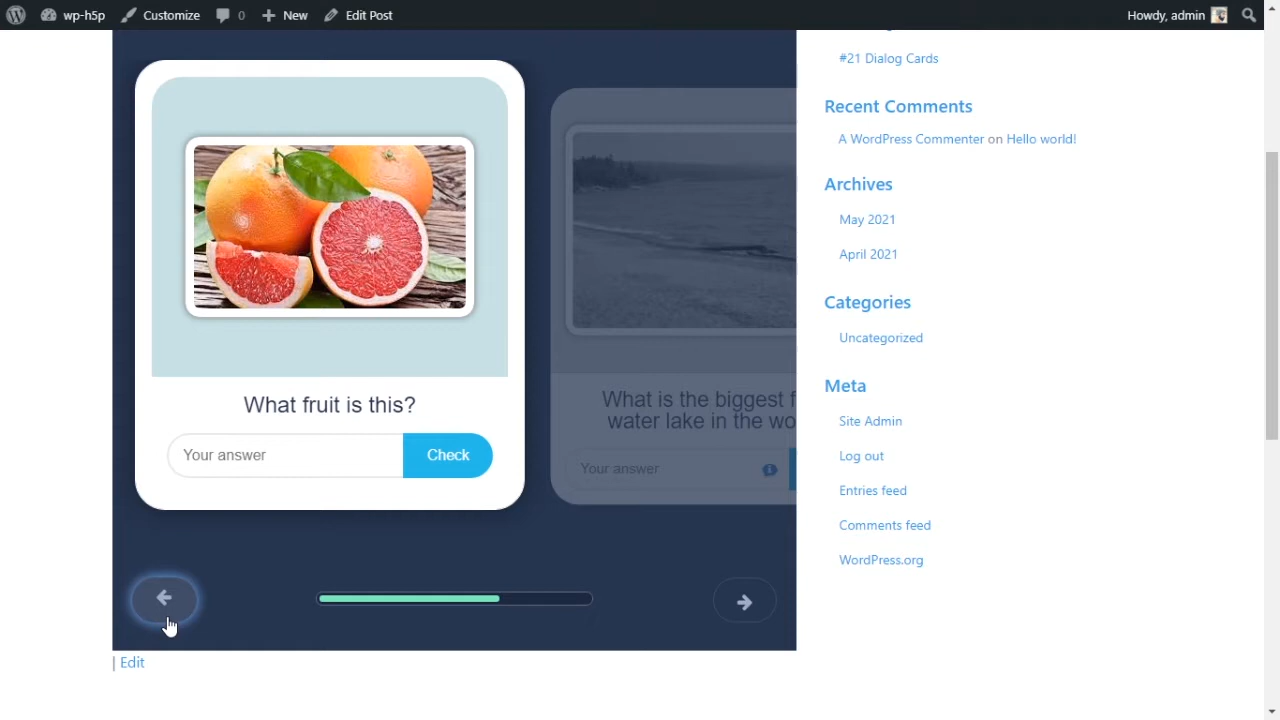 wp-h5p Customize 0 New Edit Post Howdy, admin
#21 Dialog Cards
Recent Comments
A WordPress Commenter on Hello world!
Archives
May 2021
April 2021
Categories
Uncategorized
Meta
Site Admin
Log out
Entries feed
Comments feed
WordPress.org
What fruit is this?
Your answer Check
What is the biggest f
water lake in the wo
Your answer
| Edit